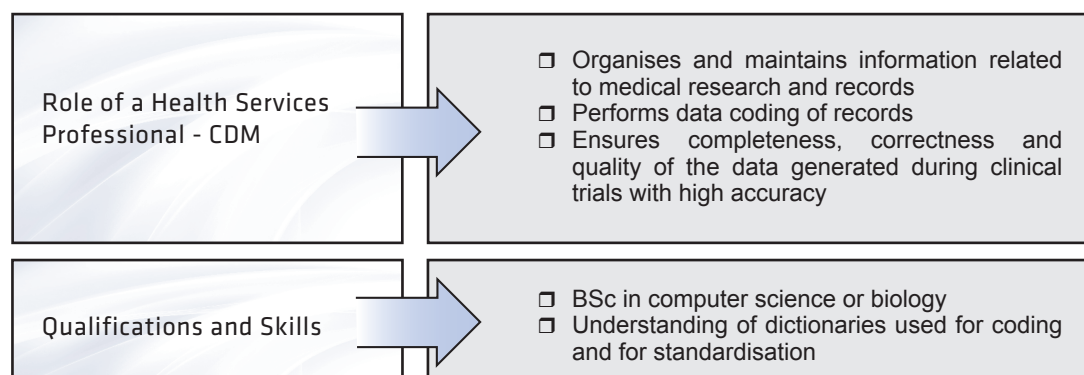 Role of a Health Services
Professional - CDM
❒ Organises and maintains information related
to medical research and records
❒ Performs data coding of records
❒ Ensures completeness, correctness and
quality of the data generated during clinical
trials with high accuracy
Qualifications and Skills
❒ BSc in computer science or biology
❒ Understanding of dictionaries used for coding
and for standardisation